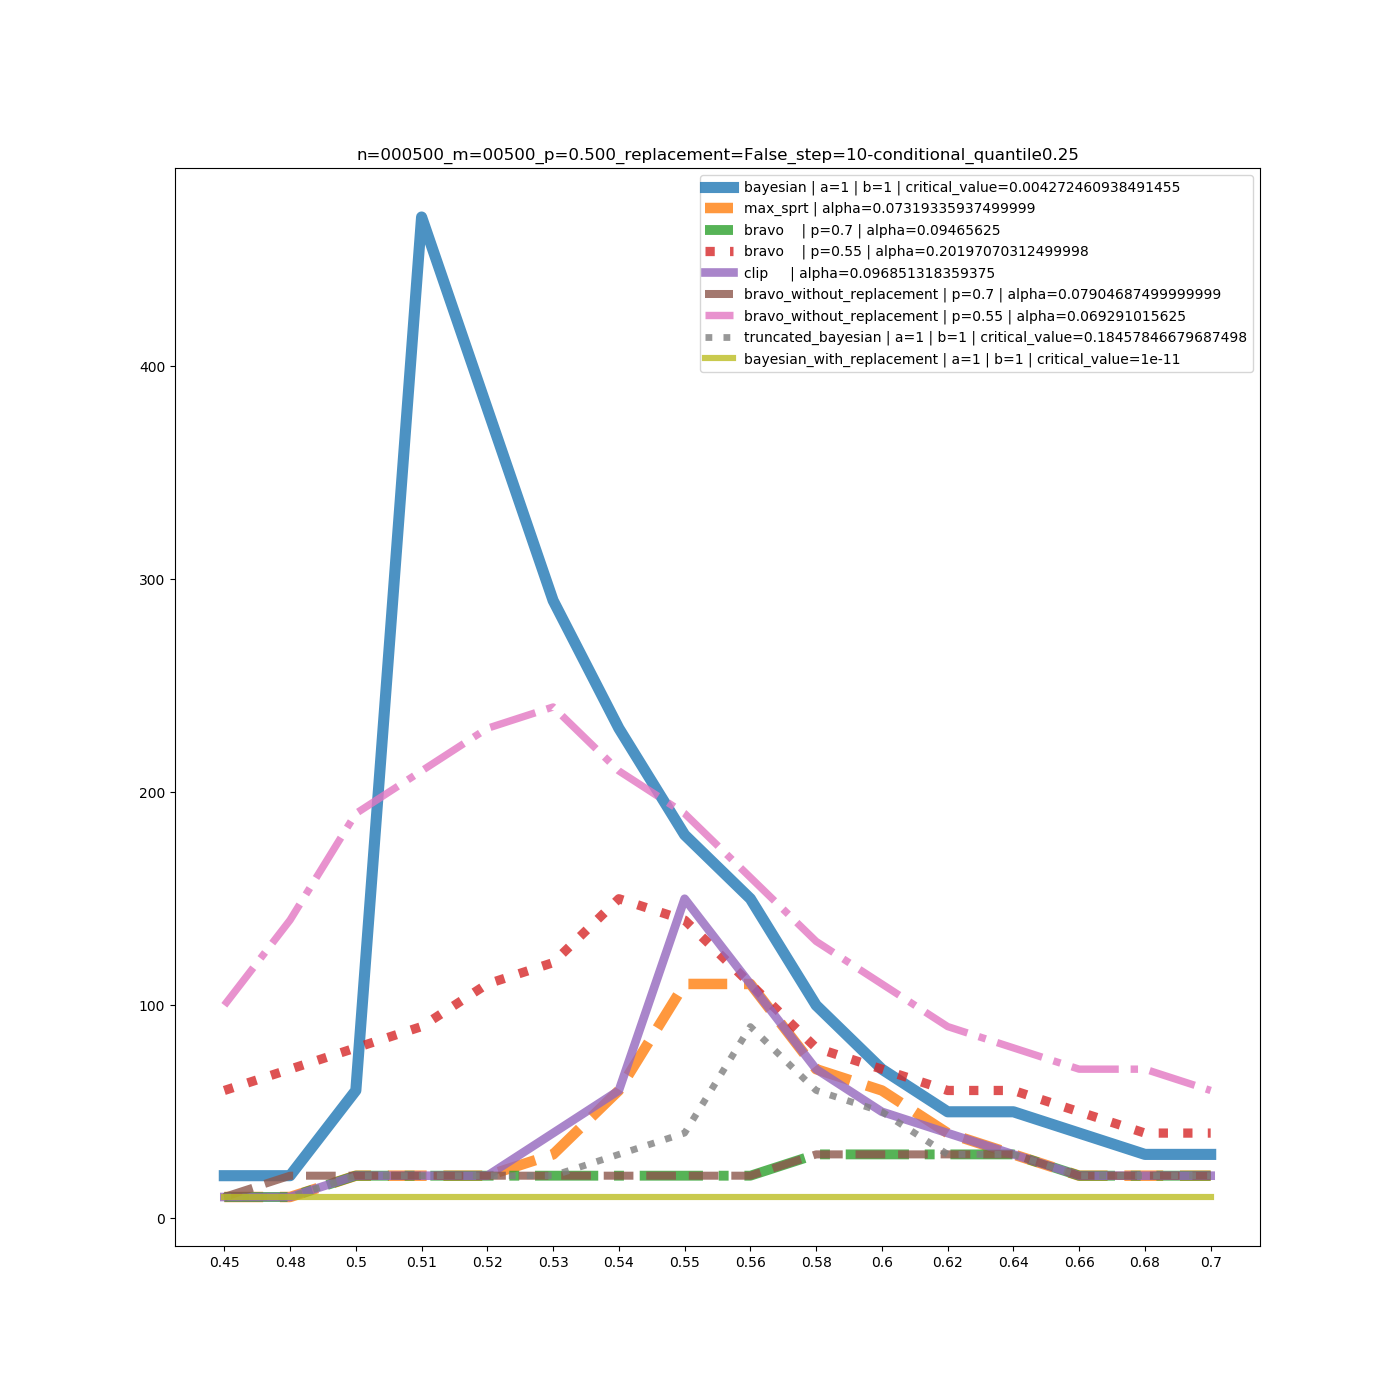 n=000500_m=00500_p=0.500_replacement=False_step=10-conditional_quantile0.25
bayesian | a=1 | b=1 | critical_value=0.004272460938491455
max_sprt | alpha=0.07319335937499999
bravo    | p=0.7 | alpha=0.09465625
bravo    | p=0.55 | alpha=0.20197070312499998
clip     | alpha=0.096851318359375
bravo_without_replacement | p=0.7 | alpha=0.07904687499999999
bravo_without_replacement | p=0.55 | alpha=0.069291015625
truncated_bayesian | a=1 | b=1 | critical_value=0.18457846679687498
bayesian_with_replacement | a=1 | b=1 | critical_value=1e-11
400
300
200
100
0
0.45 0.48 0.5 0.51 0.52 0.53 0.54 0.55 0.56 0.58 0.6 0.62 0.64 0.66 0.68 0.7